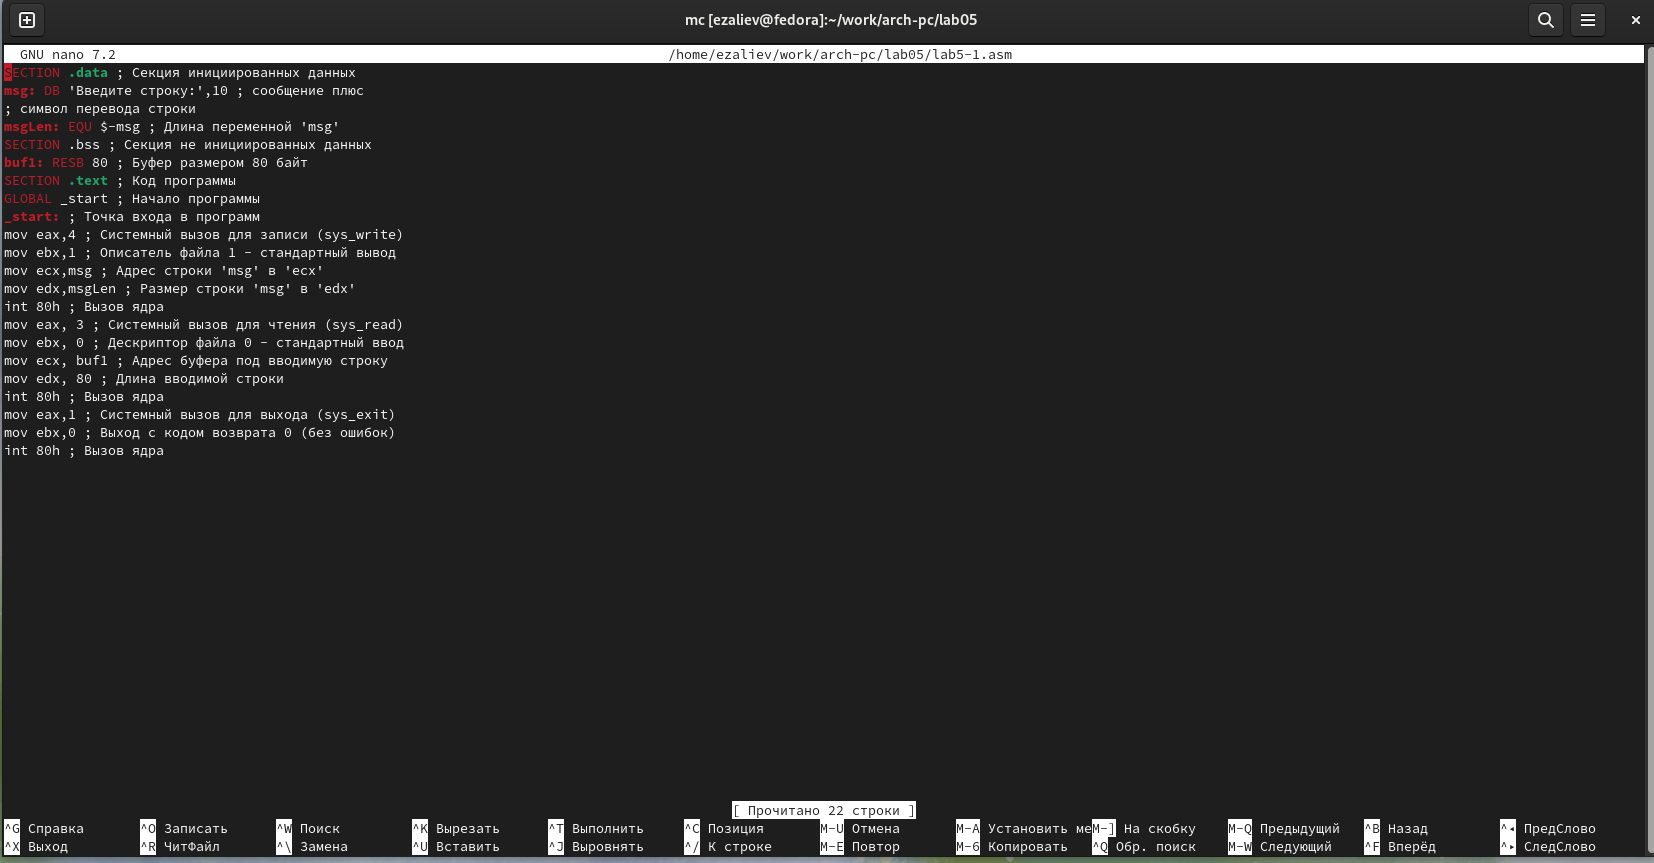 mc [ezaliev@fedora]:~/work/arch-pc/lab05
GNU nano 7.2 /home/ezaliev/work/arch-pc/lab05/lab5-1.asm
SECTION .data ; Секция инициированных данных
msg: DB 'Введите строку:',10 ; сообщение плюс
; символ перевода строки
msgLen: EQU $-msg ; Длина переменной 'msg'
SECTION .bss ; Секция не инициированных данных
buf1: RESB 80 ; Буфер размером 80 байт
SECTION .text ; Код программы
GLOBAL _start ; Начало программы
_start: ; Точка входа в программ
mov eax,4 ; Системный вызов для записи (sys_write)
mov ebx,1 ; Описатель файла 1 - стандартный вывод
mov ecx,msg ; Адрес строки 'msg' в 'ecx'
mov edx,msgLen ; Размер строки 'msg' в 'edx'
int 80h ; Вызов ядра
mov eax, 3 ; Системный вызов для чтения (sys_read)
mov ebx, 0 ; Дескриптор файла 0 - стандартный ввод
mov ecx, buf1 ; Адрес буфера под вводимую строку
mov edx, 80 ; Длина вводимой строки
int 80h ; Вызов ядра
mov eax,1 ; Системный вызов для выхода (sys_exit)
mov ebx,0 ; Выход с кодом возврата 0 (без ошибок)
int 80h ; Вызов ядра
[ Прочитано 22 строки ]
^G Справка ^O Записать ^W Поиск ^K Вырезать ^T Выполнить ^C Позиция M-U Отмена M-A Установить ме M-] На скобку M-Q Предыдущий ^B Назад ^◂ ПредСлово
^X Выход ^R ЧитФайл ^\ Замена ^U Вставить ^J Выровнять ^/ К строке M-E Повтор M-6 Копировать ^Q Обр. поиск M-W Следующий ^F Вперёд ^▸ СледСлово